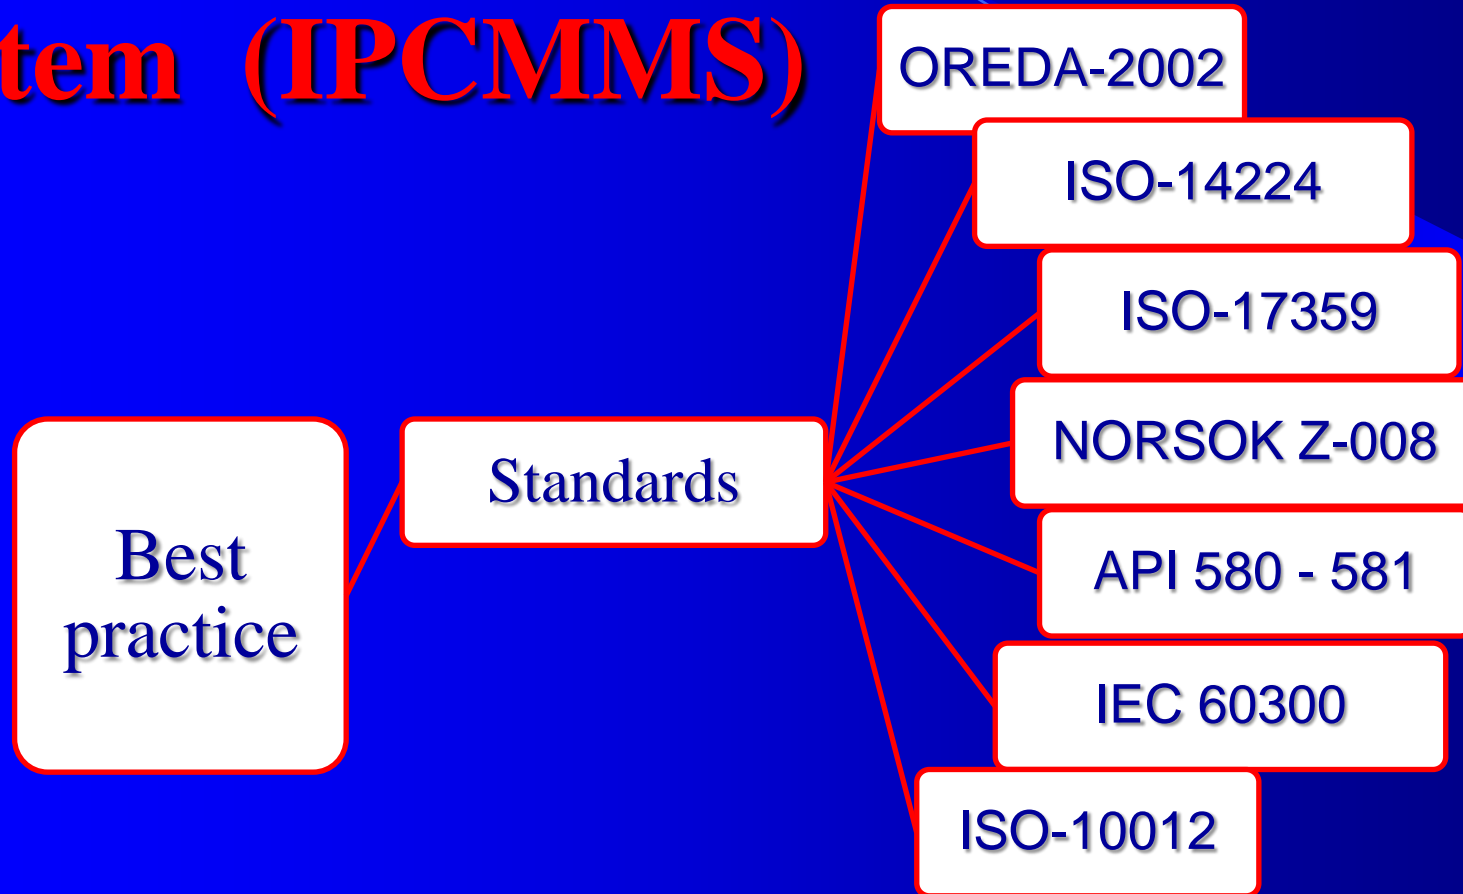 tem (IPCMMS)
OREDA-2002
ISO-14224
ISO-17359
NORSOK Z-008
Standards
Best
practice
API 580 - 581
IEC 60300
ISO-10012